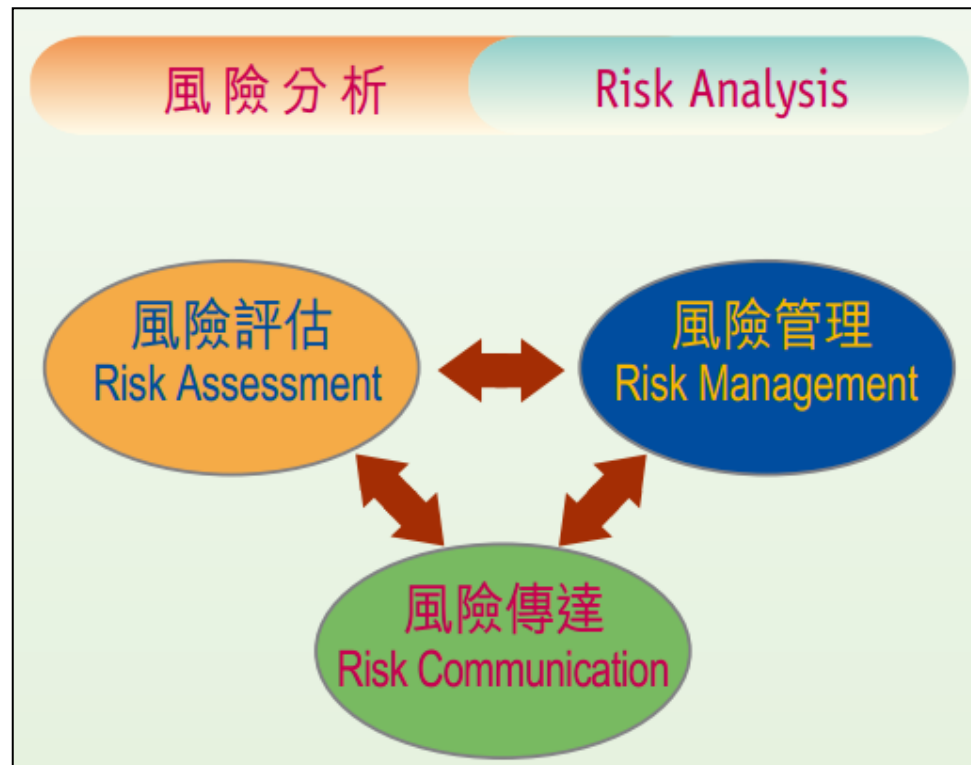 風險分析 Risk Analysis
風險評估
Risk Assessment
風險管理
Risk Management
風險傳達
Risk Communication